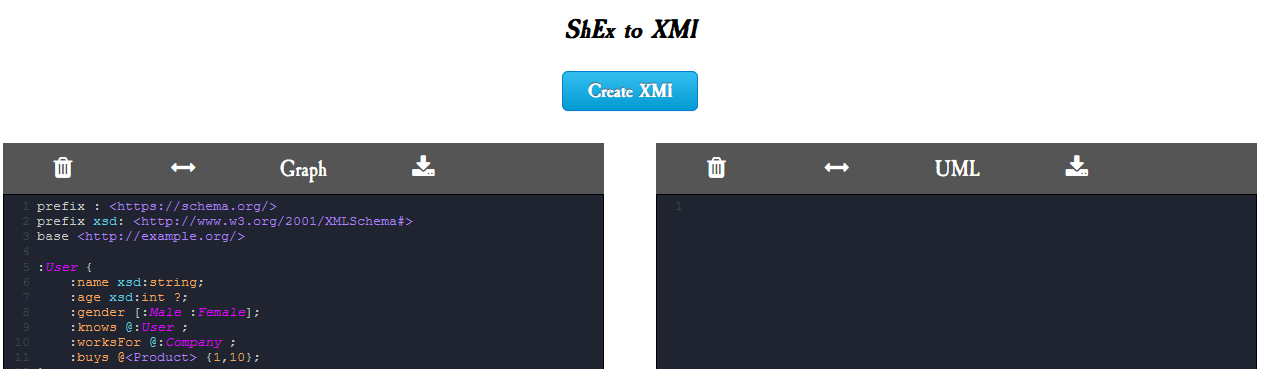 ShEx to XMI
Create XMI
Graph
1 prefix : <https://schema.org/>
2 prefix xsd: <http://www.w3.org/2001/XMLSchema#>
3 base <http://example.org/>
4
5 :User {
6 :name xsd:string;
7 :age xsd:int ?;
8 :gender [:Male :Female];
9 :knows @:User ;
10 :worksFor @:Company ;
11 :buys @<Product> {1,10};
UML
1